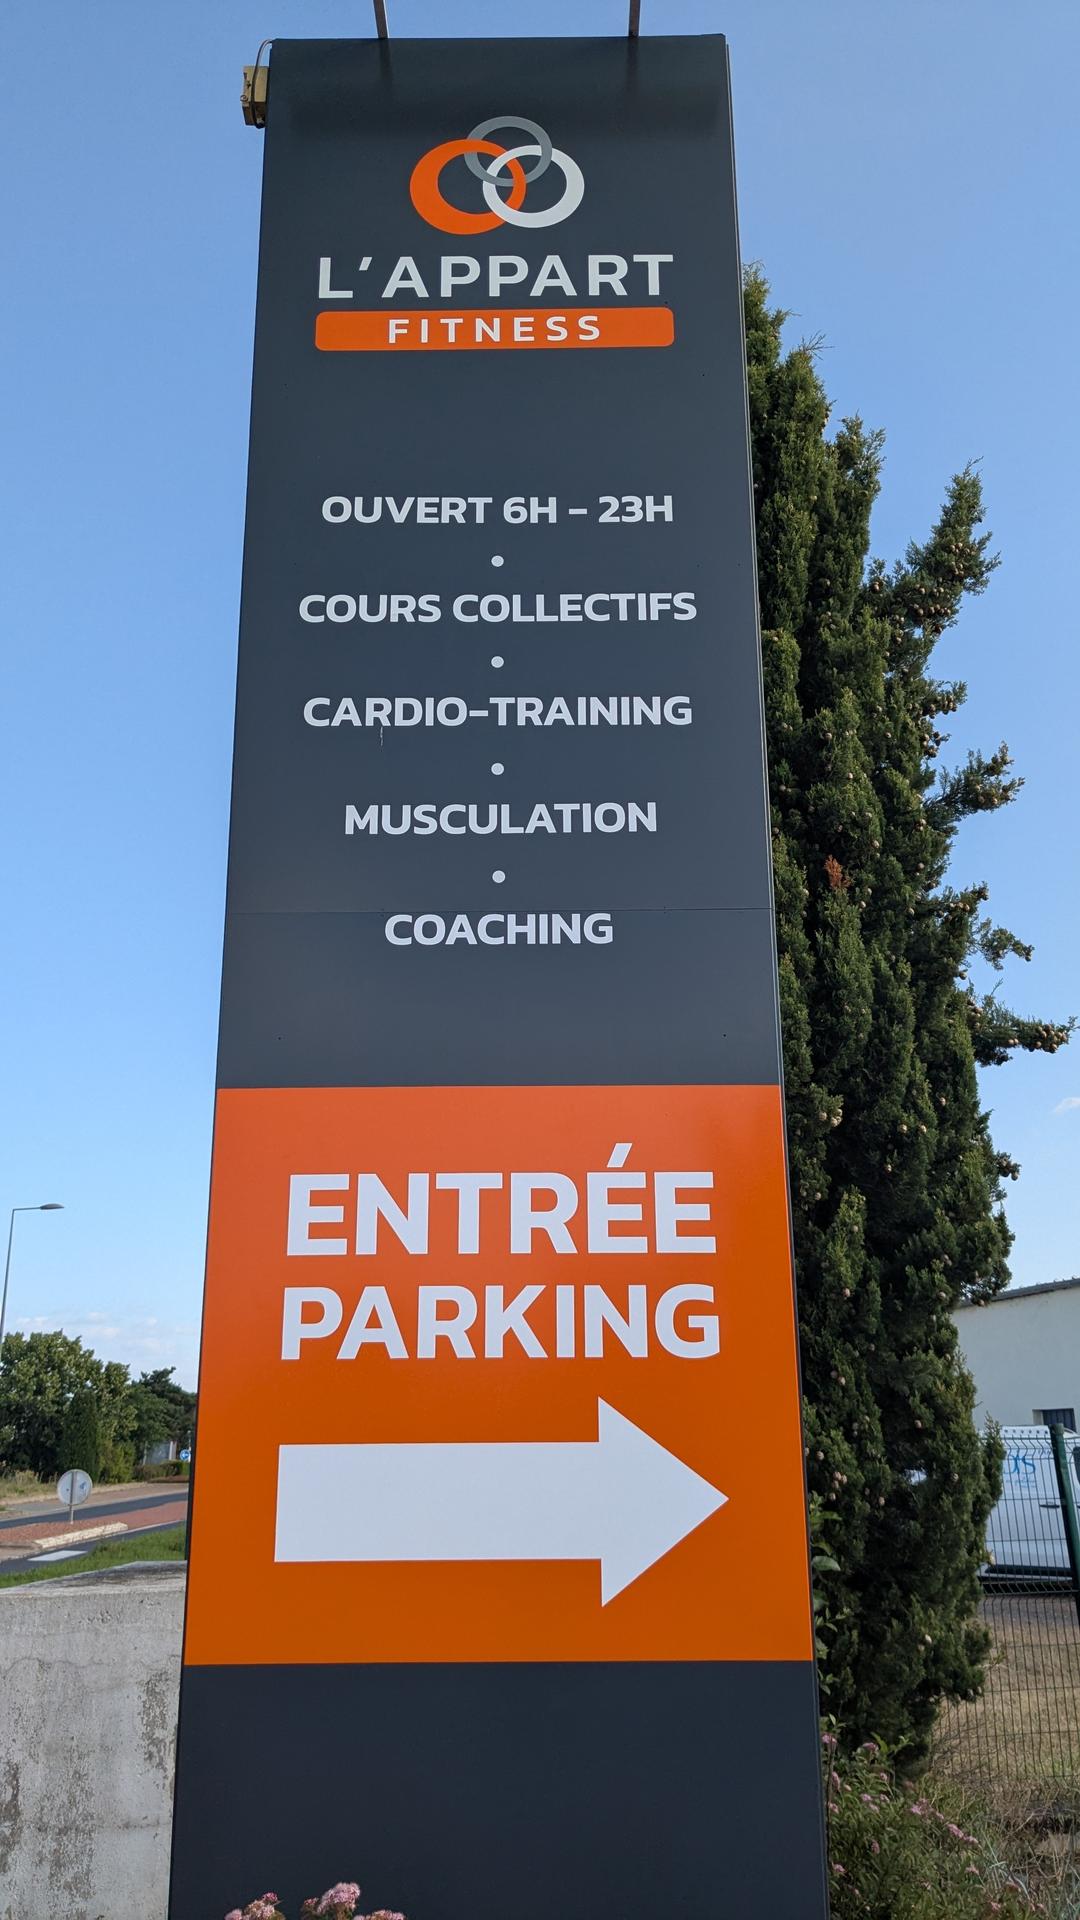 L'APPART
FITNESS
OUVERT 6H - 23H
COURS COLLECTIFS
CARDIO-TRAINING
MUSCULATION
COACHING
ENTRÉE
PARKING